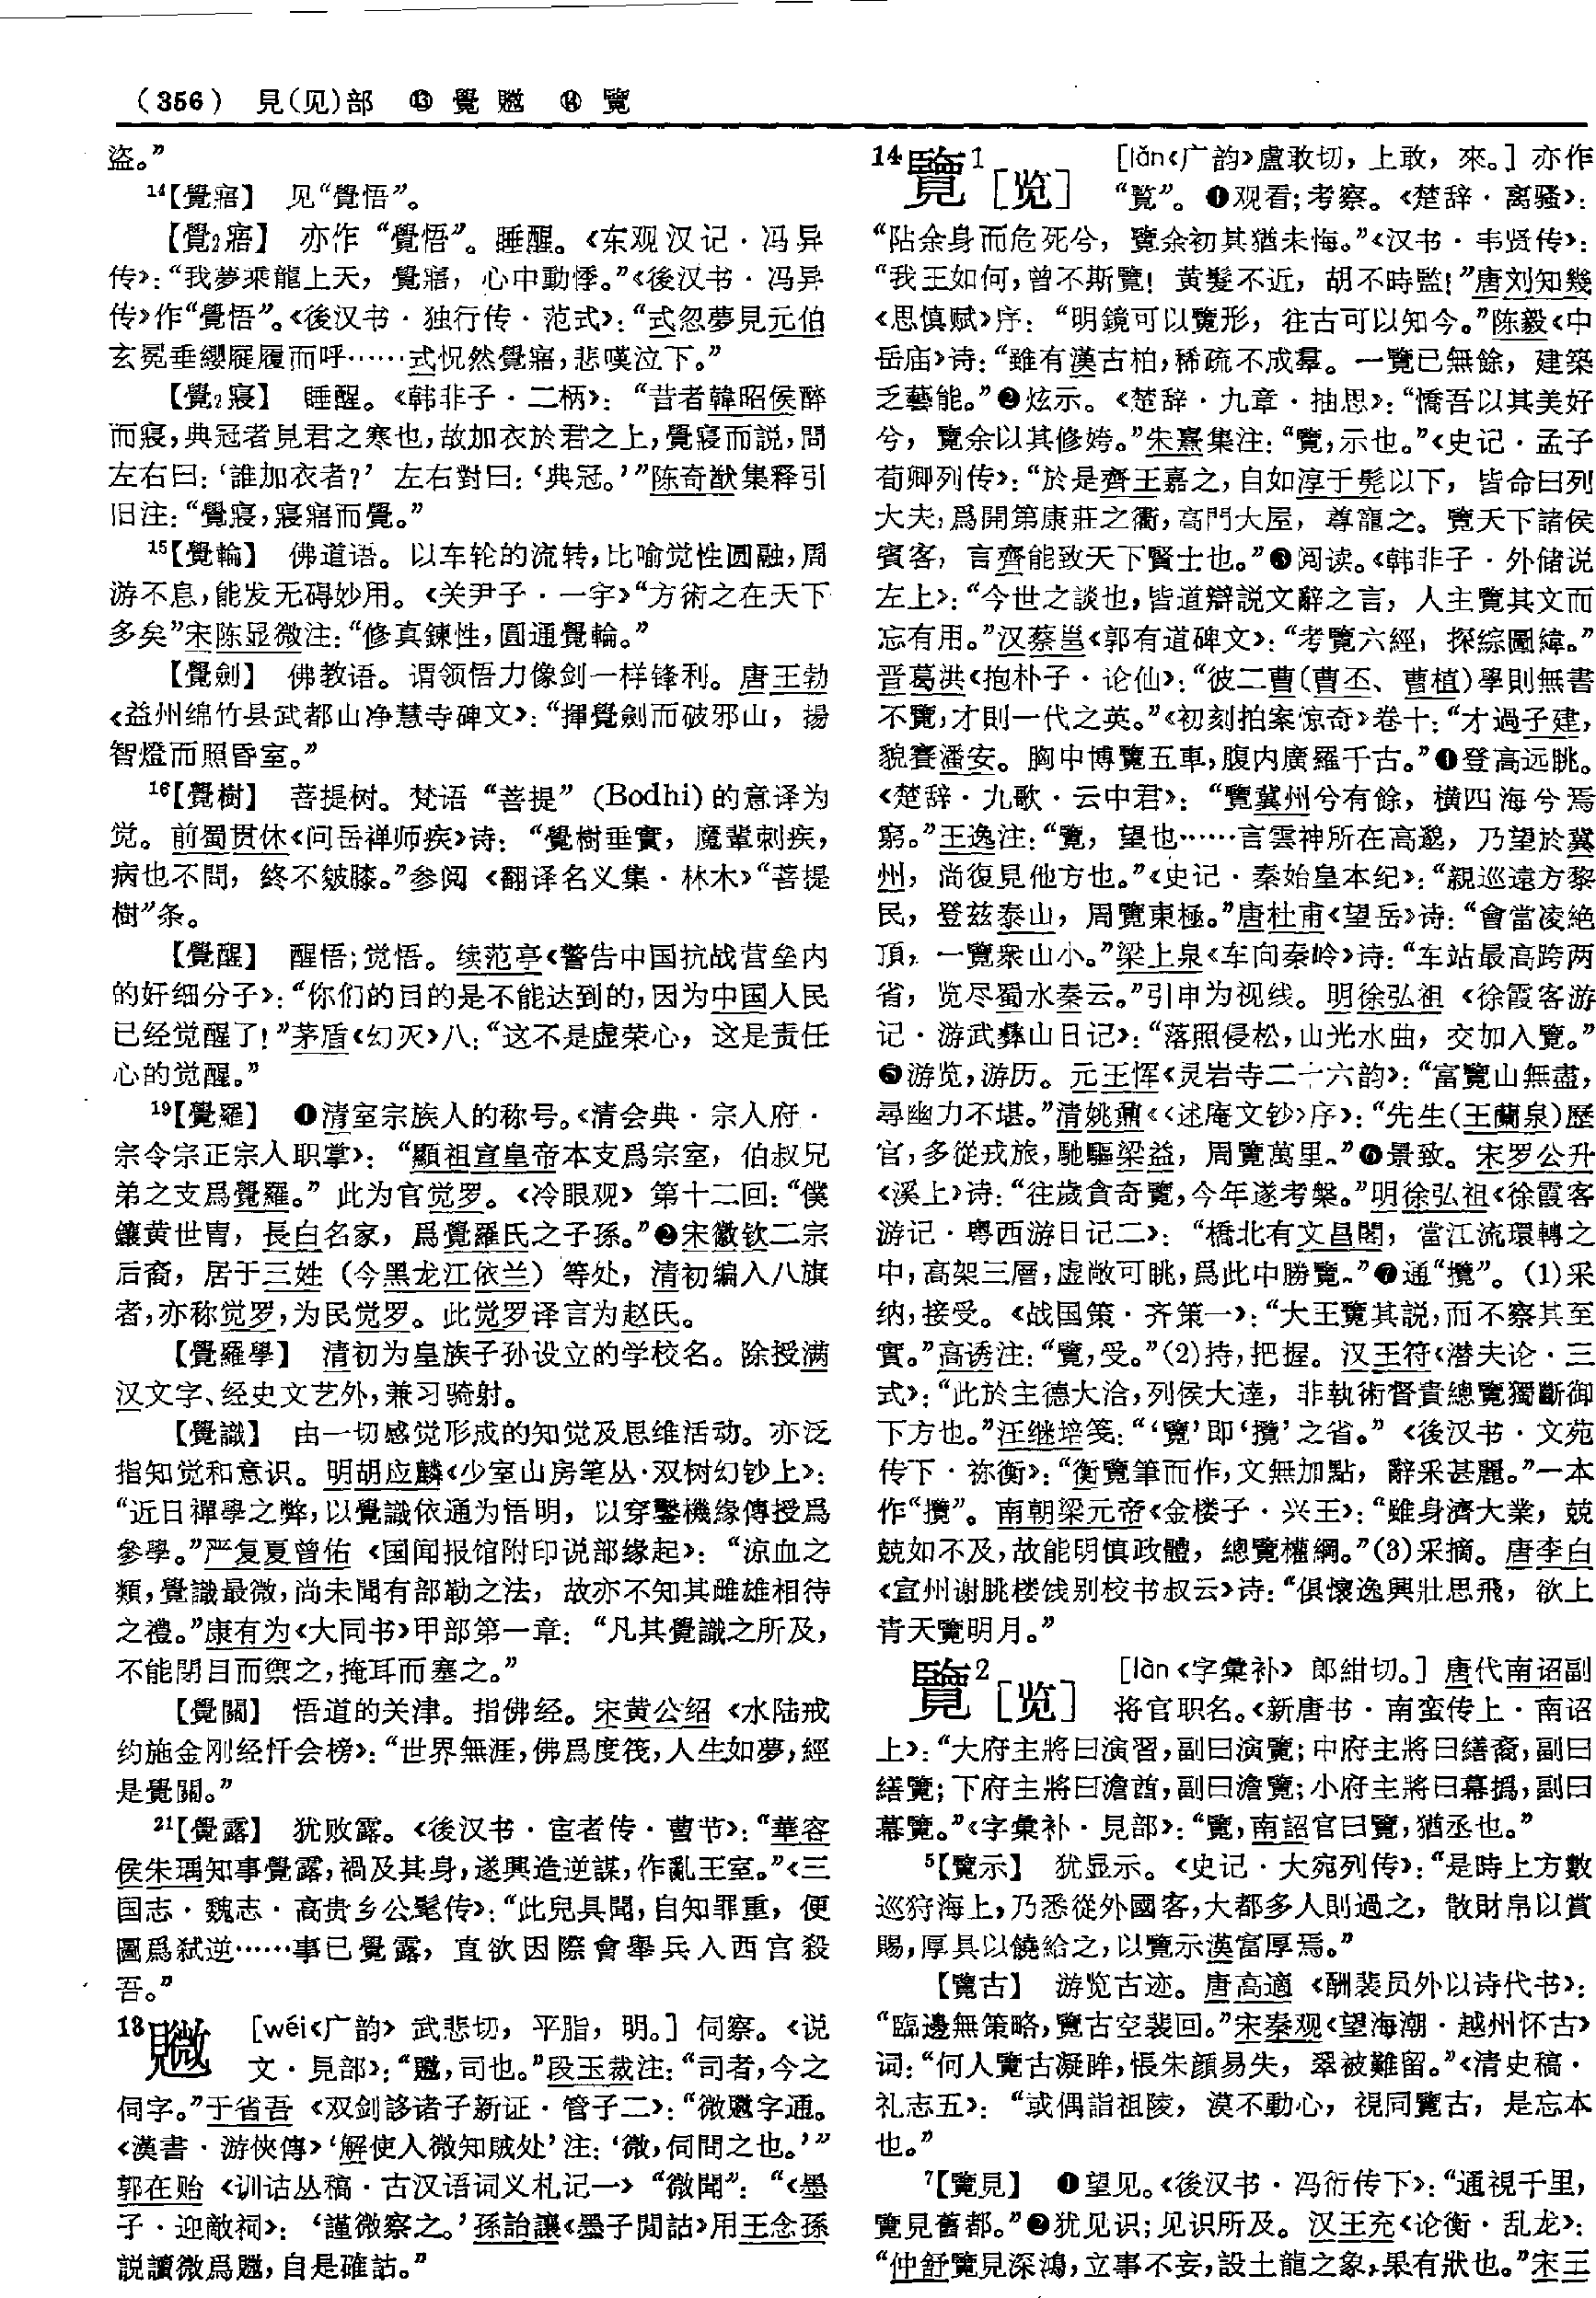 （356） 見(见)部 ⑬ 覺 覹 ⑭ 覽
盜。”
14【覺寤】 见“覺悟”。
【覺2寤】 亦作“覺悟”。睡醒。《东观汉记·冯异
传》：“我夢乘龍上天，覺寤，心中動悸。”《後汉书·冯异
传》作“覺悟”。《後汉书·独行传·范式》：“式忽夢見元伯
玄冕垂纓屣履而呼……式怳然覺寤，悲嘆泣下。”
【覺2寢】 睡醒。《韩非子·二柄》：“昔者韓昭侯醉
而寢，典冠者見君之寒也，故加衣於君之上，覺寢而説，問
左右曰：‘誰加衣者？’左右對曰：‘典冠。’”陈奇猷集释引
旧注：“覺寢，寢寤而覺。”
15【覺輪】 佛道语。以车轮的流转，比喻觉性圆融，周
游不息，能发无碍妙用。《关尹子·一宇》“方術之在天下
多矣”宋陈显微注：“修真鍊性，圓通覺輪。”
【覺劍】 佛教语。谓领悟力像剑一样锋利。唐王勃
《益州绵竹县武都山净慧寺碑文》：“揮覺劍而破邪山，揚
智燈而照昏室。”
16【覺樹】 菩提树。梵语“菩提”（Bodhi）的意译为
觉。前蜀贯休《问岳禅师疾》诗：“覺樹垂實，魔輩刺疾，
病也不問，終不皴膝。”参阅《翻译名义集·林木》“菩提
樹”条。
【覺醒】 醒悟；觉悟。续范亭《警告中国抗战营垒内
的奸细分子》：“你们的目的是不能达到的，因为中国人民
已经觉醒了！”茅盾《幻灭》八：“这不是虚荣心，这是责任
心的觉醒。”
19【覺羅】 ❶清室宗族人的称号。《清会典·宗人府·
宗令宗正宗人职掌》：“顯祖宣皇帝本支爲宗室，伯叔兄
弟之支爲覺羅。”此为官觉罗。《冷眼观》第十二回：“僕
鑲黄世冑，長白名家，爲覺羅氏之子孫。”❷宋徽钦二宗
后裔，居于三姓（今黑龙江依兰）等处，清初编入八旗
者，亦称觉罗，为民觉罗。此觉罗译言为赵氏。
【覺羅學】 清初为皇族子孙设立的学校名。除授满
汉文字、经史文艺外，兼习骑射。
【覺識】 由一切感觉形成的知觉及思维活动。亦泛
指知觉和意识。明胡应麟《少室山房笔丛·双树幻钞上》：
“近日禪學之弊，以覺識依通为悟明，以穿鑿機緣傳授爲
參學。”严复夏曾佑《国闻报馆附印说部缘起》：“涼血之
類，覺識最微，尚未聞有部勒之法，故亦不知其雌雄相待
之禮。”康有为《大同书》甲部第一章：“凡其覺識之所及，
不能閉目而禦之，掩耳而塞之。”
【覺關】 悟道的关津。指佛经。宋黄公绍《水陆戒
约施金刚经忏会榜》：“世界無涯，佛爲度筏，人生如夢，經
是覺關。”
21【覺露】 犹败露。《後汉书·宦者传·曹节》：“華容
侯朱瑀知事覺露，禍及其身，遂興造逆謀，作亂王室。”《三
国志·魏志·高贵乡公髦传》：“此兒具聞，自知罪重，便
圖爲弑逆……事已覺露，直欲因際會舉兵入西宫殺
吾。”
13覹 [wéi《广韵》武悲切，平脂，明。]伺察。《说
文·見部》：“覹，司也。”段玉裁注：“司者，今之
伺字。”于省吾《双剑誃诸子新证·管子二》：“微覹字通。
《漢書·游俠傳》‘解使人微知賊处’注：‘微，伺問之也。’”
郭在贻《训诂丛稿·古汉语词义札记一》“微聞”：“《墨
子·迎敵祠》：‘謹微察之。’孫詒讓《墨子閒詁》用王念孫
説讀微爲覹，自是確詁。”
14覽1［览］ [lǎn《广韵》盧敢切，上敢，來。]亦作
“覧”。❶观看；考察。《楚辞·离骚》：
“阽余身而危死兮，覽余初其猶未悔。”《汉书·韦贤传》：
“我王如何，曾不斯覽！黄髮不近，胡不時監！”唐刘知幾
《思慎赋》序：“明鏡可以覽形，往古可以知今。”陈毅《中
岳庙》诗：“雖有漢古柏，稀疏不成羣。一覽已無餘，建築
乏藝能。”❷炫示。《楚辞·九章·抽思》：“憍吾以其美好
兮，覽余以其修姱。”朱熹集注：“覽，示也。”《史记·孟子
荀卿列传》：“於是齊王嘉之，自如淳于髡以下，皆命曰列
大夫，爲開第康莊之衢，高門大屋，尊寵之。覽天下諸侯
賓客，言齊能致天下賢士也。”❸阅读。《韩非子·外储说
左上》：“今世之談也，皆道辯説文辭之言，人主覽其文而
忘有用。”汉蔡邕《郭有道碑文》：“考覽六經，探綜圖緯。”
晋葛洪《抱朴子·论仙》：“彼二曹（曹丕、曹植）學則無書
不覽，才則一代之英。”《初刻拍案惊奇》卷十：“才過子建，
貌賽潘安。胸中博覽五車，腹内廣羅千古。”❹登高远眺。
《楚辞·九歌·云中君》：“覽冀州兮有餘，横四海兮焉
窮。”王逸注：“覽，望也……言雲神所在高邈，乃望於冀
州，尚復見他方也。”《史记·秦始皇本纪》：“親巡遠方黎
民，登兹泰山，周覽東極。”唐杜甫《望岳》诗：“會當凌絶
頂，一覽衆山小。”梁上泉《车向秦岭》诗：“车站最高跨两
省，览尽蜀水秦云。”引申为视线。明徐弘祖《徐霞客游
记·游武彝山日记》：“落照侵松，山光水曲，交加入覽。”
❺游览，游历。元王恽《灵岩寺二十六韵》：“富覽山無盡，
尋幽力不堪。”清姚鼐《〈述庵文钞〉序》：“先生（王蘭泉）歷
官，多從戎旅，馳驅梁益，周覽萬里。”❻景致。宋罗公升
《溪上》诗：“往歲貪奇覽，今年遂考槃。”明徐弘祖《徐霞客
游记·粤西游日记二》：“橋北有文昌閣，當江流環轉之
中，高架三層，虚敞可眺，爲此中勝覽。”❼通“攬”。(1)采
纳，接受。《战国策·齐策一》：“大王覽其説，而不察其至
實。”高诱注：“覽，受。”(2)持，把握。汉王符《潜夫论·三
式》：“此於主德大洽，列侯大達，非執術督責總覽獨斷御
下方也。”汪继培笺：“‘覽’即‘攬’之省。”《後汉书·文苑
传下·祢衡》：“衡覽筆而作，文無加點，辭采甚麗。”一本
作“攬”。南朝梁元帝《金楼子·兴王》：“雖身濟大業，兢
兢如不及，故能明慎政體，總覽權綱。”(3)采摘。唐李白
《宣州谢朓楼饯别校书叔云》诗：“俱懷逸興壯思飛，欲上
青天覽明月。”
覽2［览］ [làn《字彙补》郎紺切。]唐代南诏副
将官职名。《新唐书·南蛮传上·南诏
上》：“大府主將曰演習，副曰演覽；中府主將曰繕裔，副曰
繕覽；下府主將曰澹酋，副曰澹覽；小府主將曰幕撝，副曰
幕覽。”《字彙补·見部》：“覽，南詔官曰覽，猶丞也。”
5【覽示】 犹显示。《史记·大宛列传》：“是時上方數
巡狩海上，乃悉從外國客，大都多人則過之，散財帛以賞
賜，厚具以饒給之，以覽示漢富厚焉。”
【覽古】 游览古迹。唐高適《酬裴员外以诗代书》：
“臨邊無策略，覽古空裴回。”宋秦观《望海潮·越州怀古》
词：“何人覽古凝眸，悵朱顔易失，翠被難留。”《清史稿·
礼志五》：“或偶詣祖陵，漠不動心，視同覽古，是忘本
也。”
7【覽見】 ❶望见。《後汉书·冯衍传下》：“通視千里，
覽見舊都。”❷犹见识；见识所及。汉王充《论衡·乱龙》：
“仲舒覽見深鴻，立事不妄，設土龍之象，果有狀也。”宋王